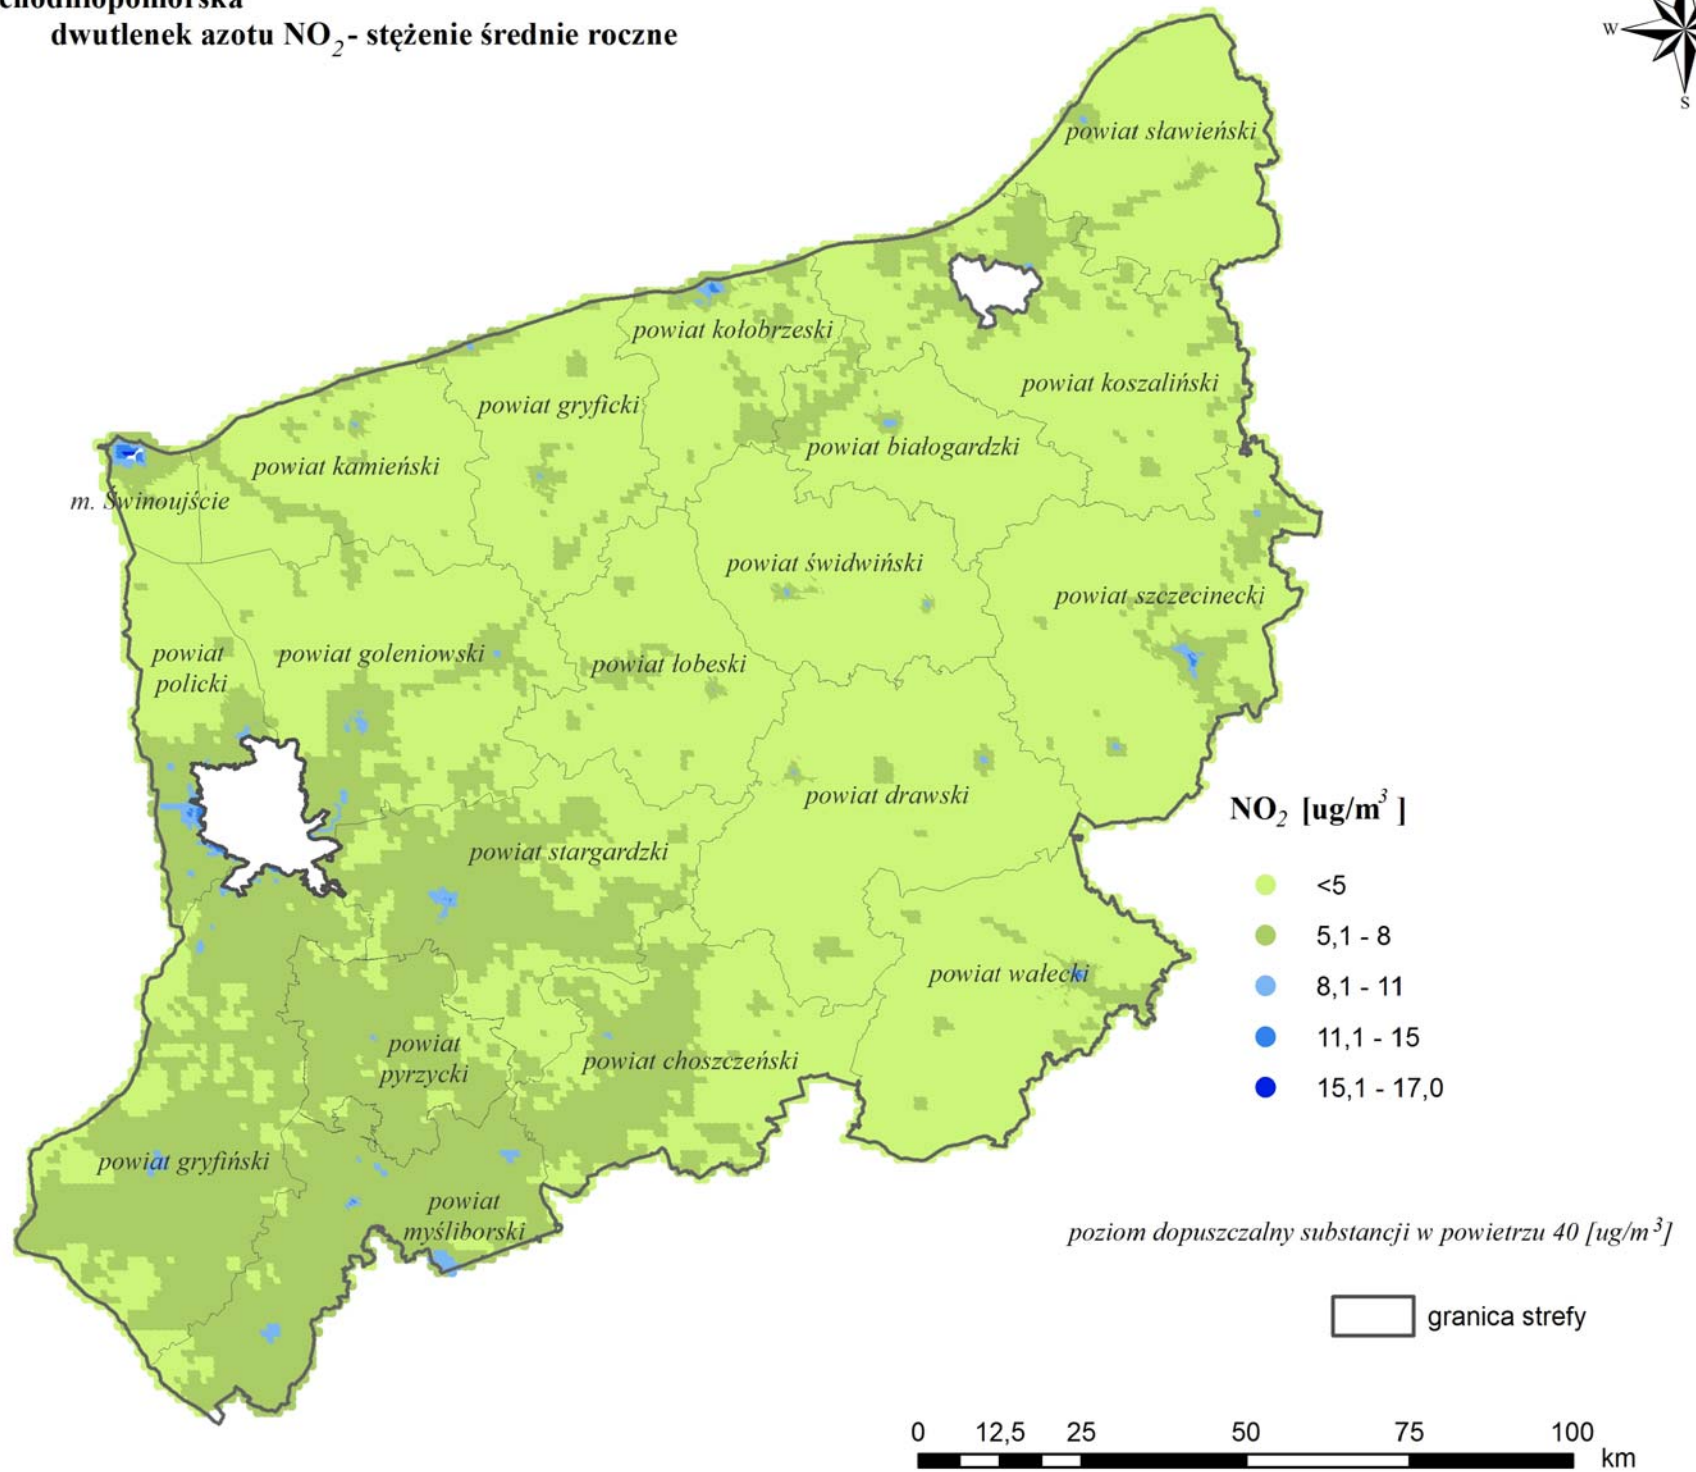 chodniopomorska
dwutlenek azotu NO₂ - stężenie średnie roczne
W
S
powiat sławieński
powiat kołobrzeski
powiat koszaliński
powiat gryficki
powiat białogardzki
powiat kamieński
m. Świnoujście
powiat świdwiński
powiat szczecinecki
powiat
policki
powiat goleniowski
powiat łobeski
powiat drawski
powiat stargardzki
powiat wałecki
powiat
pyrzycki
powiat choszczeński
powiat gryfiński
powiat
myśliborski
NO₂ [ug/m³ ]
<5
5,1 - 8
8,1 - 11
11,1 - 15
15,1 - 17,0
poziom dopuszczalny substancji w powietrzu 40 [ug/m³]
granica strefy
0 12,5 25 50 75 100
km